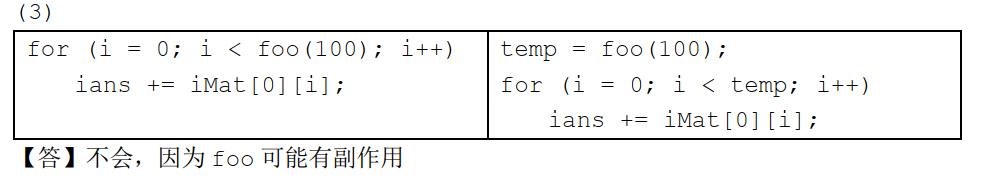 (3)
for (i = 0; i < foo(100); i++)
ians += iMat[0][i];
temp = foo(100);
for (i = 0; i < temp; i++)
ians += iMat[0][i];
【答】不会，因为 foo 可能有副作用